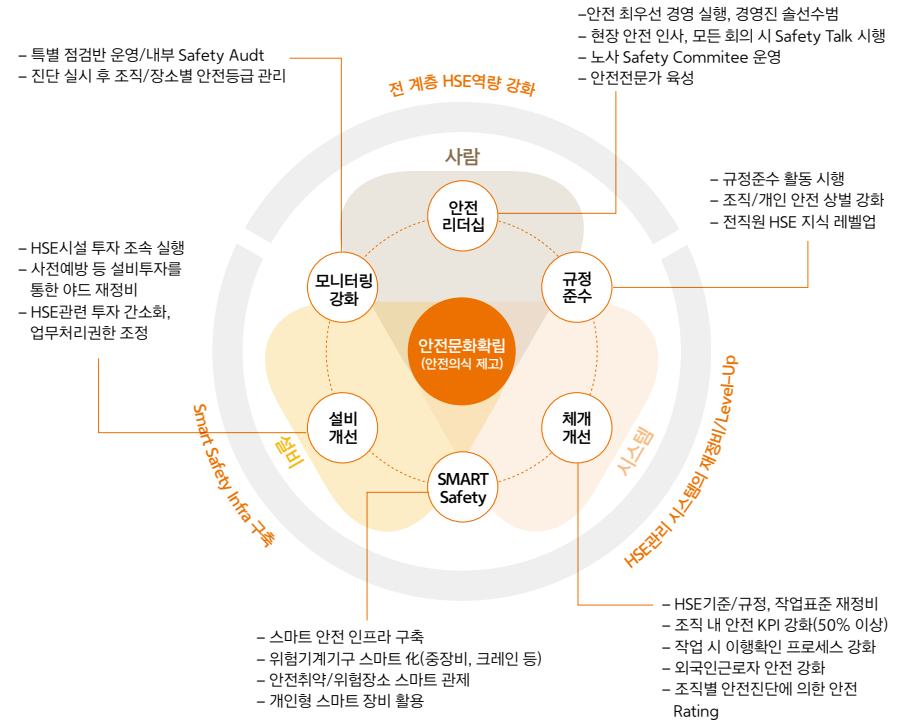 –안전 최우선 경영 실행, 경영진 솔선수범
– 현장 안전 인사, 모든 회의 시 Safety Talk 시행
– 노사 Safety Commitee 운영
– 안전전문가 육성
– 특별 점검반 운영/내부 Safety Audt
– 진단 실시 후 조직/장소별 안전등급 관리
전 계층 HSE역량 강화
사람
안전
리더십
– 규정준수 활동 시행
– 조직/개인 안전 상벌 강화
– 전직원 HSE 지식 레벨업
– HSE시설 투자 조속 실행
– 사전예방 등 설비투자를
통한 야드 재정비
– HSE관련 투자 간소화,
업무처리권한 조정
모니터링
강화
규정
준수
안전문화확립
(안전의식 제고)
설비
개선
체개
개선
설비
시스템
SMART
Safety
Smart Safety Infra 구축
HSE관리 시스템의 재정비/Level-Up
– 스마트 안전 인프라 구축
– 위험기계기구 스마트 化(중장비, 크레인 등)
– 안전취약/위험장소 스마트 관제
– 개인형 스마트 장비 활용
– HSE기준/규정, 작업표준 재정비
– 조직 내 안전 KPI 강화(50% 이상)
– 작업 시 이행확인 프로세스 강화
– 외국인근로자 안전 강화
– 조직별 안전진단에 의한 안전
Rating